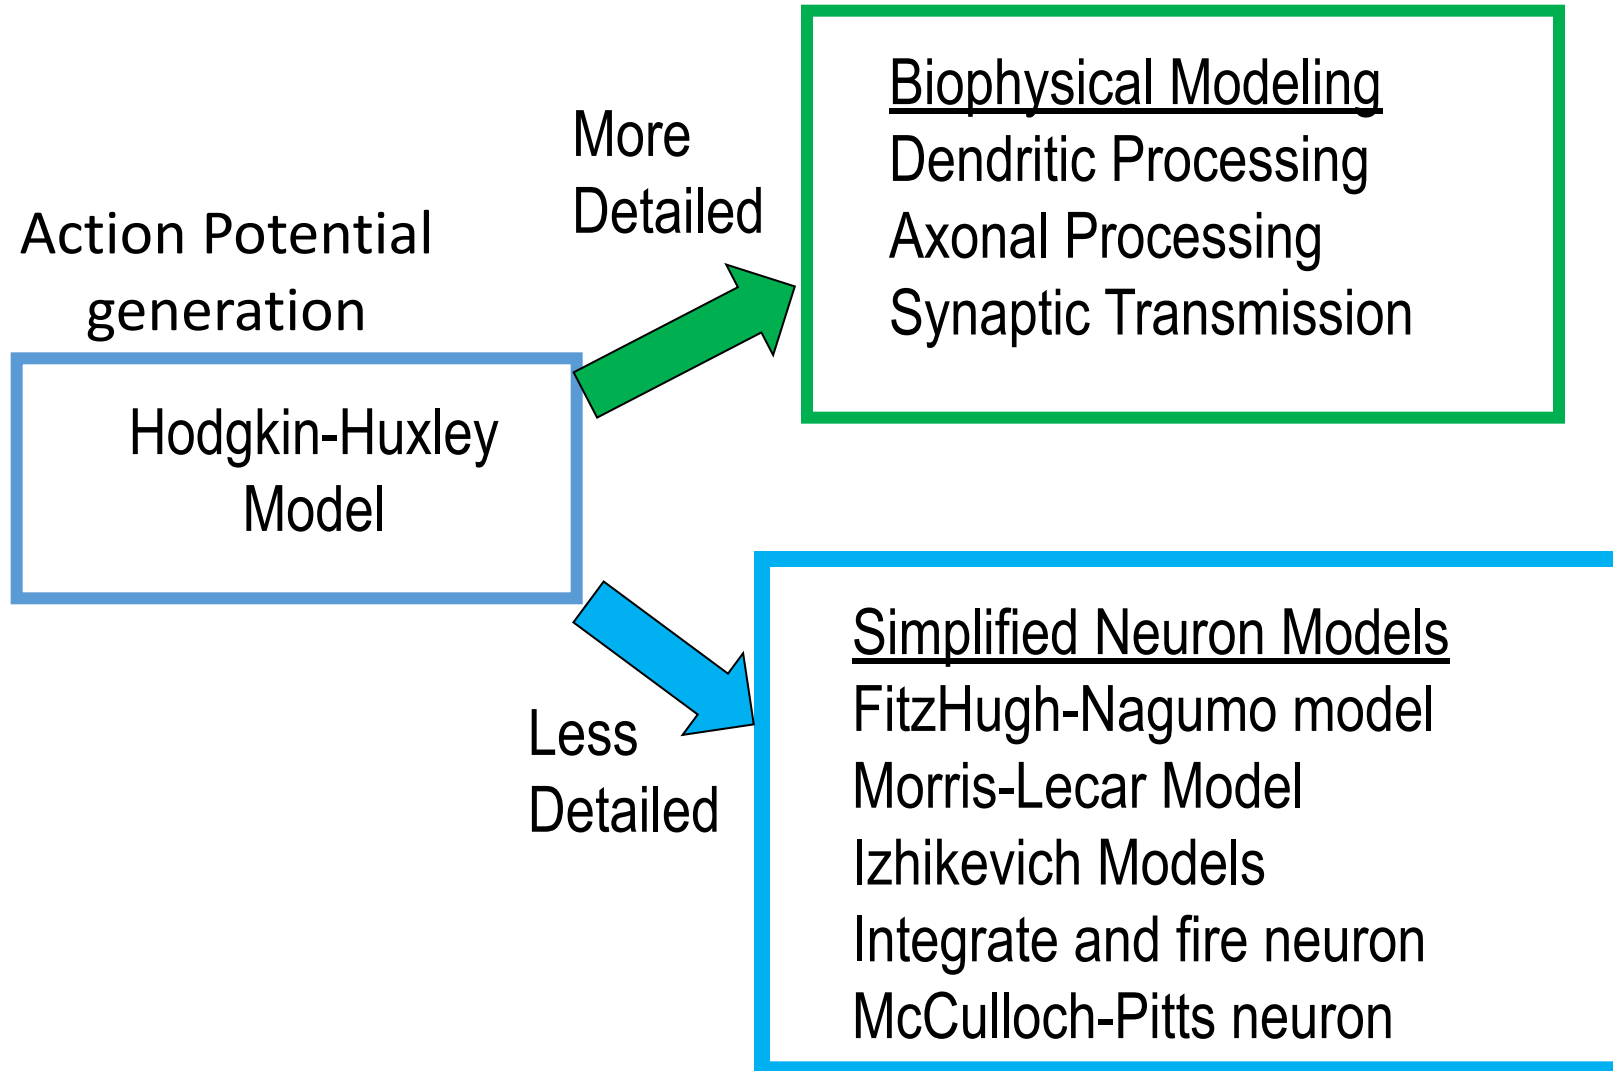 Action Potential
generation
Hodgkin-Huxley
Model
More
Detailed
Biophysical Modeling
Dendritic Processing
Axonal Processing
Synaptic Transmission
Less
Detailed
Simplified Neuron Models
FitzHugh-Nagumo model
Morris-Lecar Model
Izhikevich Models
Integrate and fire neuron
McCulloch-Pitts neuron